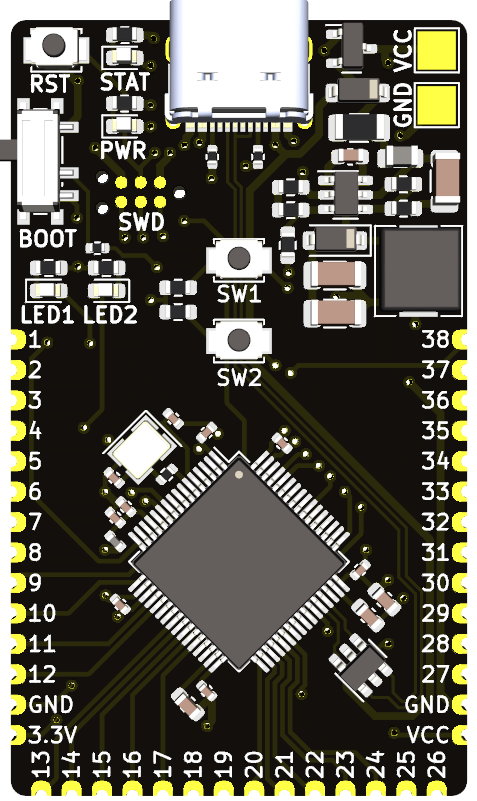 RST
STAT
PWR
VCC
GND
SWD
BOOT
SW1
LED1 LED2
SW2
1 38
2 37
3 36
4 35
5 34
6 33
7 32
8 31
9 30
10 29
11 28
12 27
GND GND
3.3V VCC
13 14 15 16 17 18 19 20 21 22 23 24 25 26